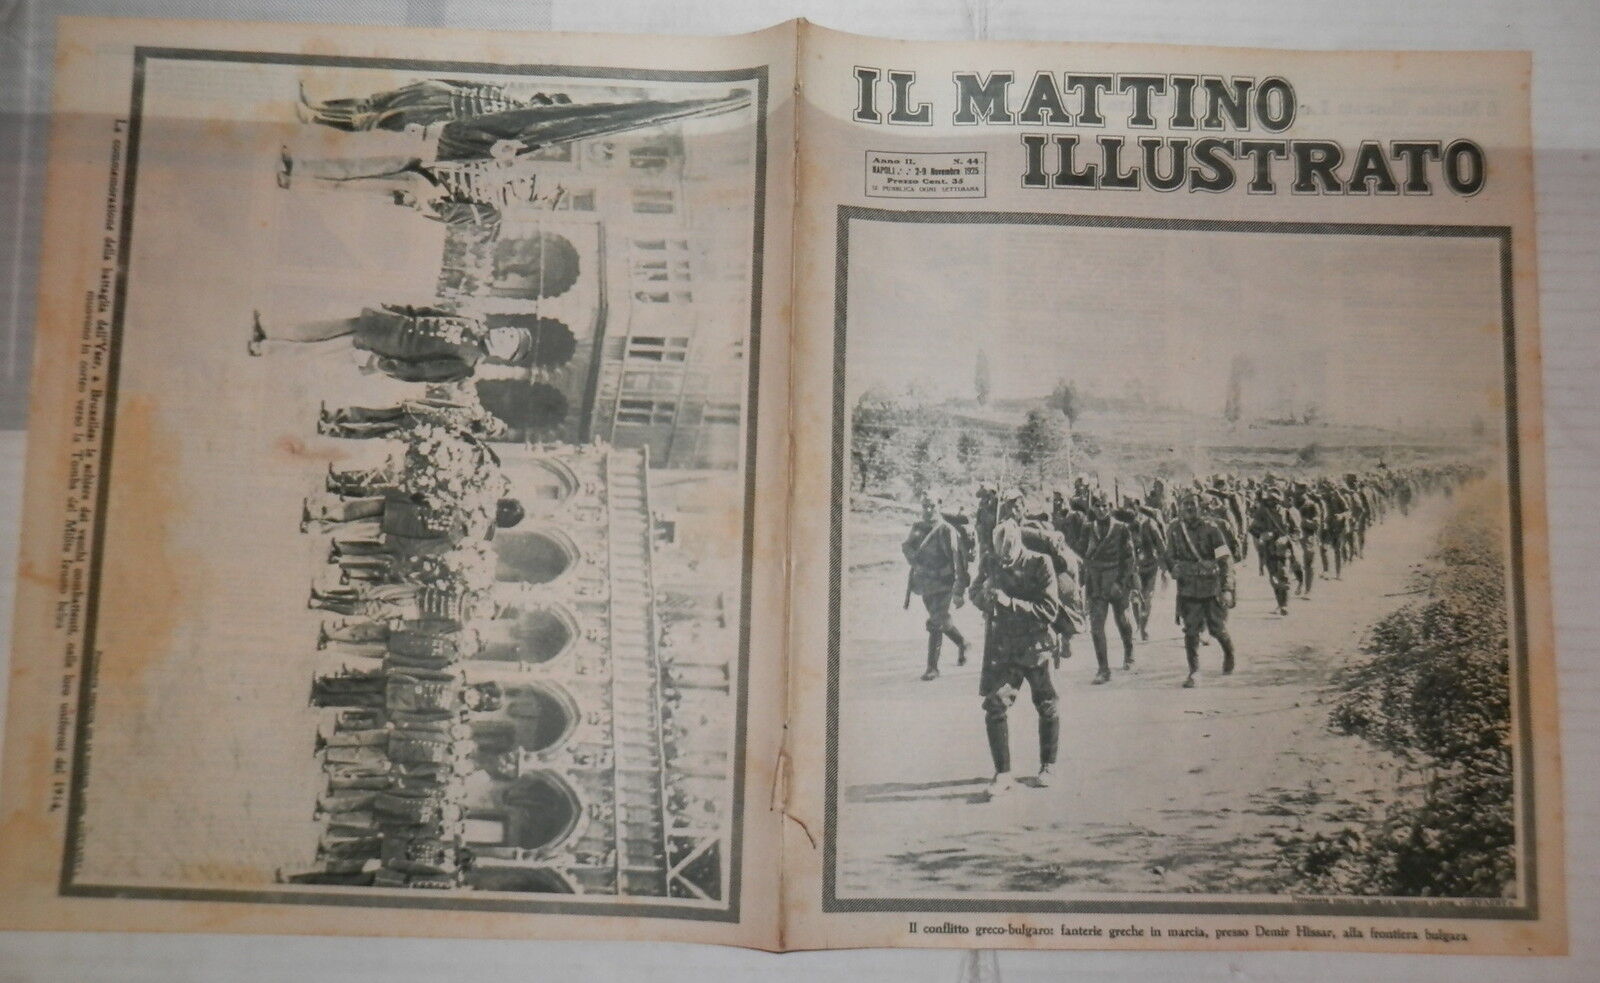 IL MATTINO
ILLUSTRATO
Anno II. N. 44.
NAPOLI 2-9 Novembre 1925
Prezzo Cent. 35
SI PUBBLICA OGNI SETTIMANA
Il conflitto greco-bulgaro: fanterie greche in marcia, presso Demir Hissar, alla frontiera bulgara
La commemorazione della battaglia dell'Yser, a Bruxelles: le schiere dei vecchi combattenti, nelle loro uniformi del 1914,
muovono in corteo verso la Tomba del Milite Ignoto belga